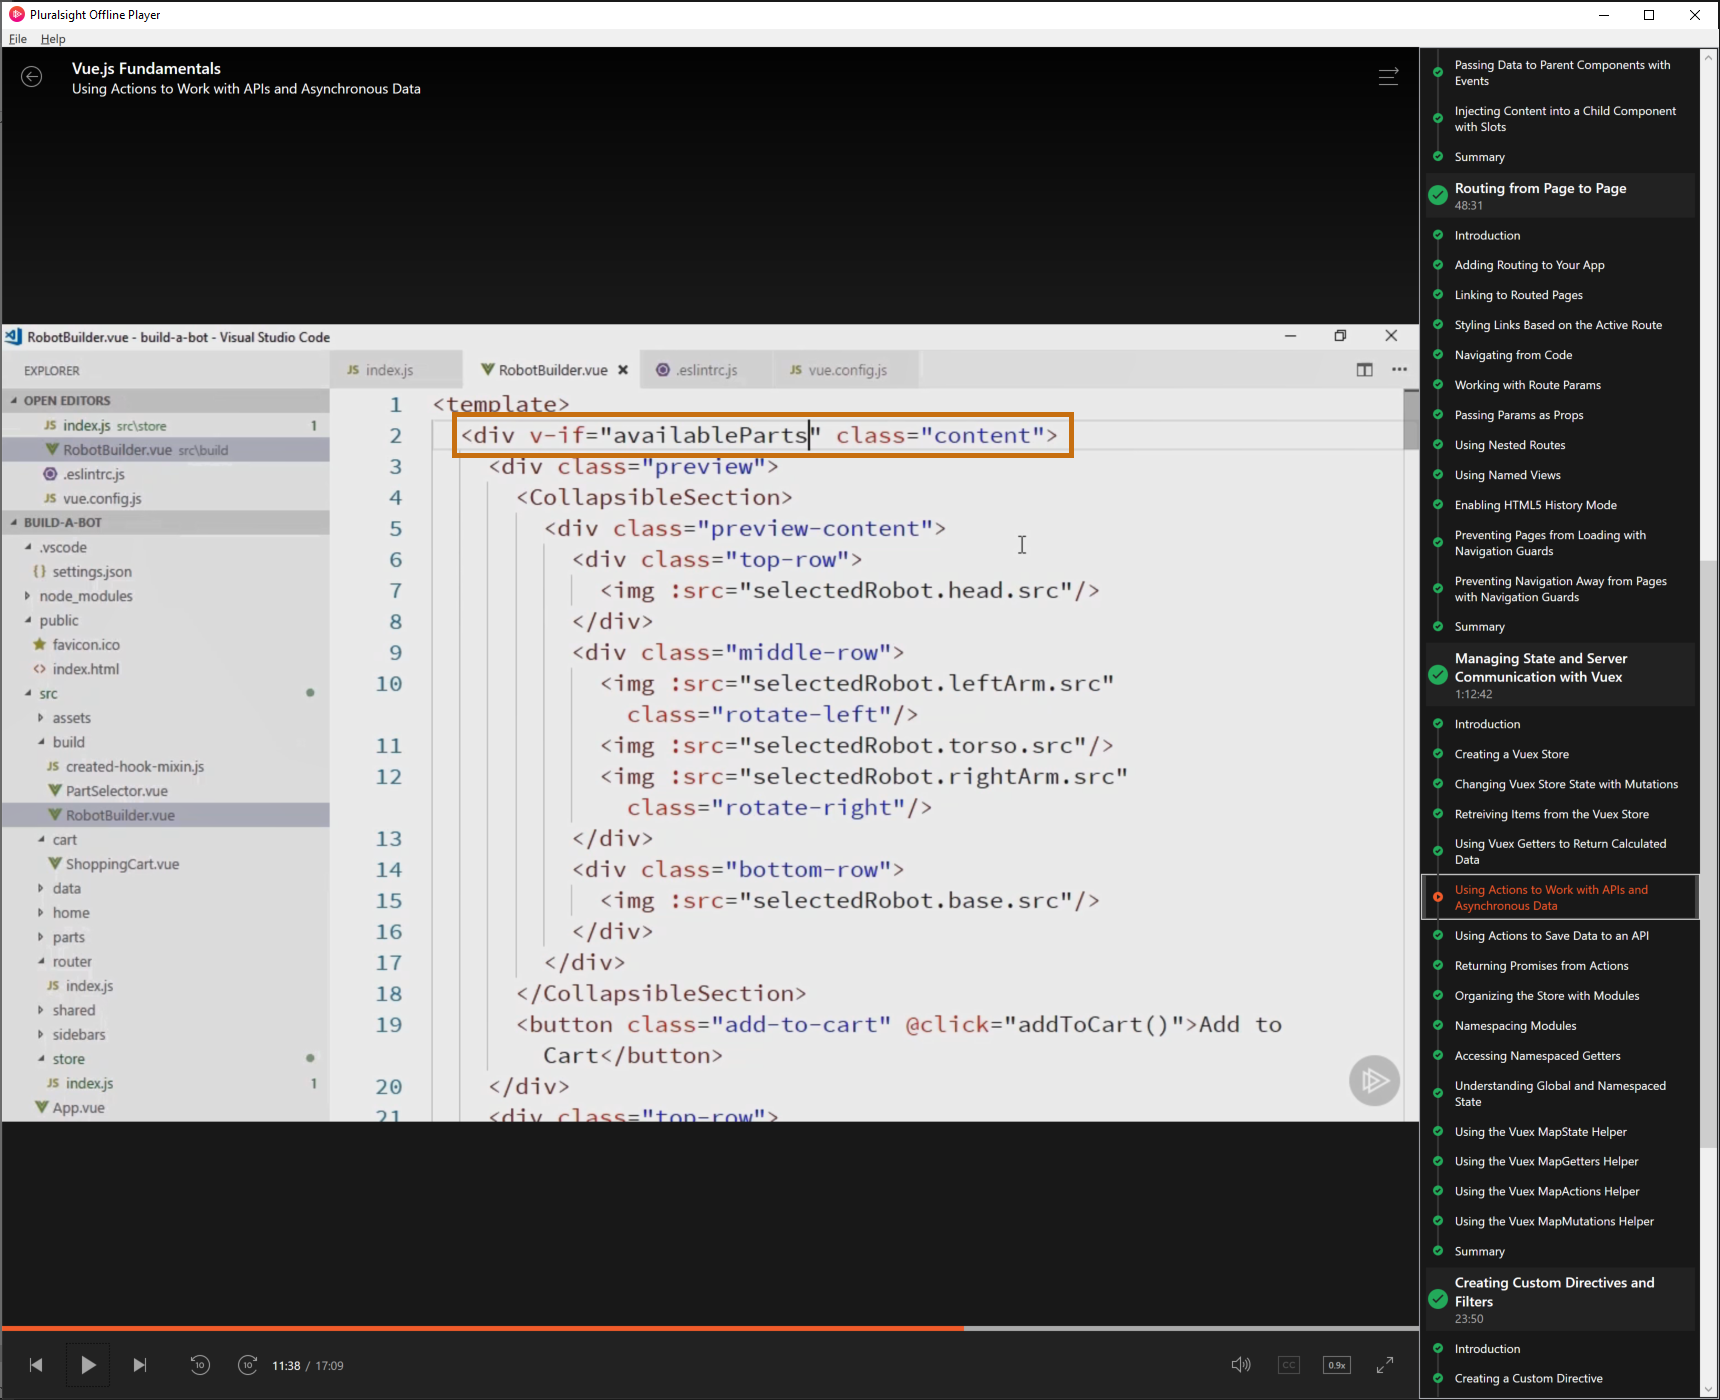 Pluralsight Offline Player
File Help
Vue.js Fundamentals
Using Actions to Work with APIs and Asynchronous Data
RobotBuilder.vue - build-a-bot - Visual Studio Code
EXPLORER
OPEN EDITORS
JS index.js src\store 1
RobotBuilder.vue src\build
.eslintrc.js
JS vue.config.js
BUILD-A-BOT
.vscode
{} settings.json
node_modules
public
favicon.ico
<> index.html
src
assets
build
JS created-hook-mixin.js
PartSelector.vue
RobotBuilder.vue
cart
ShoppingCart.vue
data
home
parts
router
JS index.js
shared
sidebars
store
JS index.js 1
App.vue
JS index.js
RobotBuilder.vue
.eslintrc.js
JS vue.config.js
1 <template>
2 <div v-if="availableParts" class="content">
3 <div class="preview">
4 <CollapsibleSection>
5 <div class="preview-content">
6 <div class="top-row">
7 <img :src="selectedRobot.head.src"/>
8 </div>
9 <div class="middle-row">
10 <img :src="selectedRobot.leftArm.src"
class="rotate-left"/>
11 <img :src="selectedRobot.torso.src"/>
12 <img :src="selectedRobot.rightArm.src"
class="rotate-right"/>
13 </div>
14 <div class="bottom-row">
15 <img :src="selectedRobot.base.src"/>
16 </div>
17 </div>
18 </CollapsibleSection>
19 <button class="add-to-cart" @click="addToCart()">Add to
Cart</button>
20 </div>
21 <div class="top-row">
10 10 11:38 / 17:09
CC 0.9x
Passing Data to Parent Components with
Events
Injecting Content into a Child Component
with Slots
Summary
Routing from Page to Page
48:31
Introduction
Adding Routing to Your App
Linking to Routed Pages
Styling Links Based on the Active Route
Navigating from Code
Working with Route Params
Passing Params as Props
Using Nested Routes
Using Named Views
Enabling HTML5 History Mode
Preventing Pages from Loading with
Navigation Guards
Preventing Navigation Away from Pages
with Navigation Guards
Summary
Managing State and Server
Communication with Vuex
1:12:42
Introduction
Creating a Vuex Store
Changing Vuex Store State with Mutations
Retreiving Items from the Vuex Store
Using Vuex Getters to Return Calculated
Data
Using Actions to Work with APIs and
Asynchronous Data
Using Actions to Save Data to an API
Returning Promises from Actions
Organizing the Store with Modules
Namespacing Modules
Accessing Namespaced Getters
Understanding Global and Namespaced
State
Using the Vuex MapState Helper
Using the Vuex MapGetters Helper
Using the Vuex MapActions Helper
Using the Vuex MapMutations Helper
Summary
Creating Custom Directives and
Filters
23:50
Introduction
Creating a Custom Directive